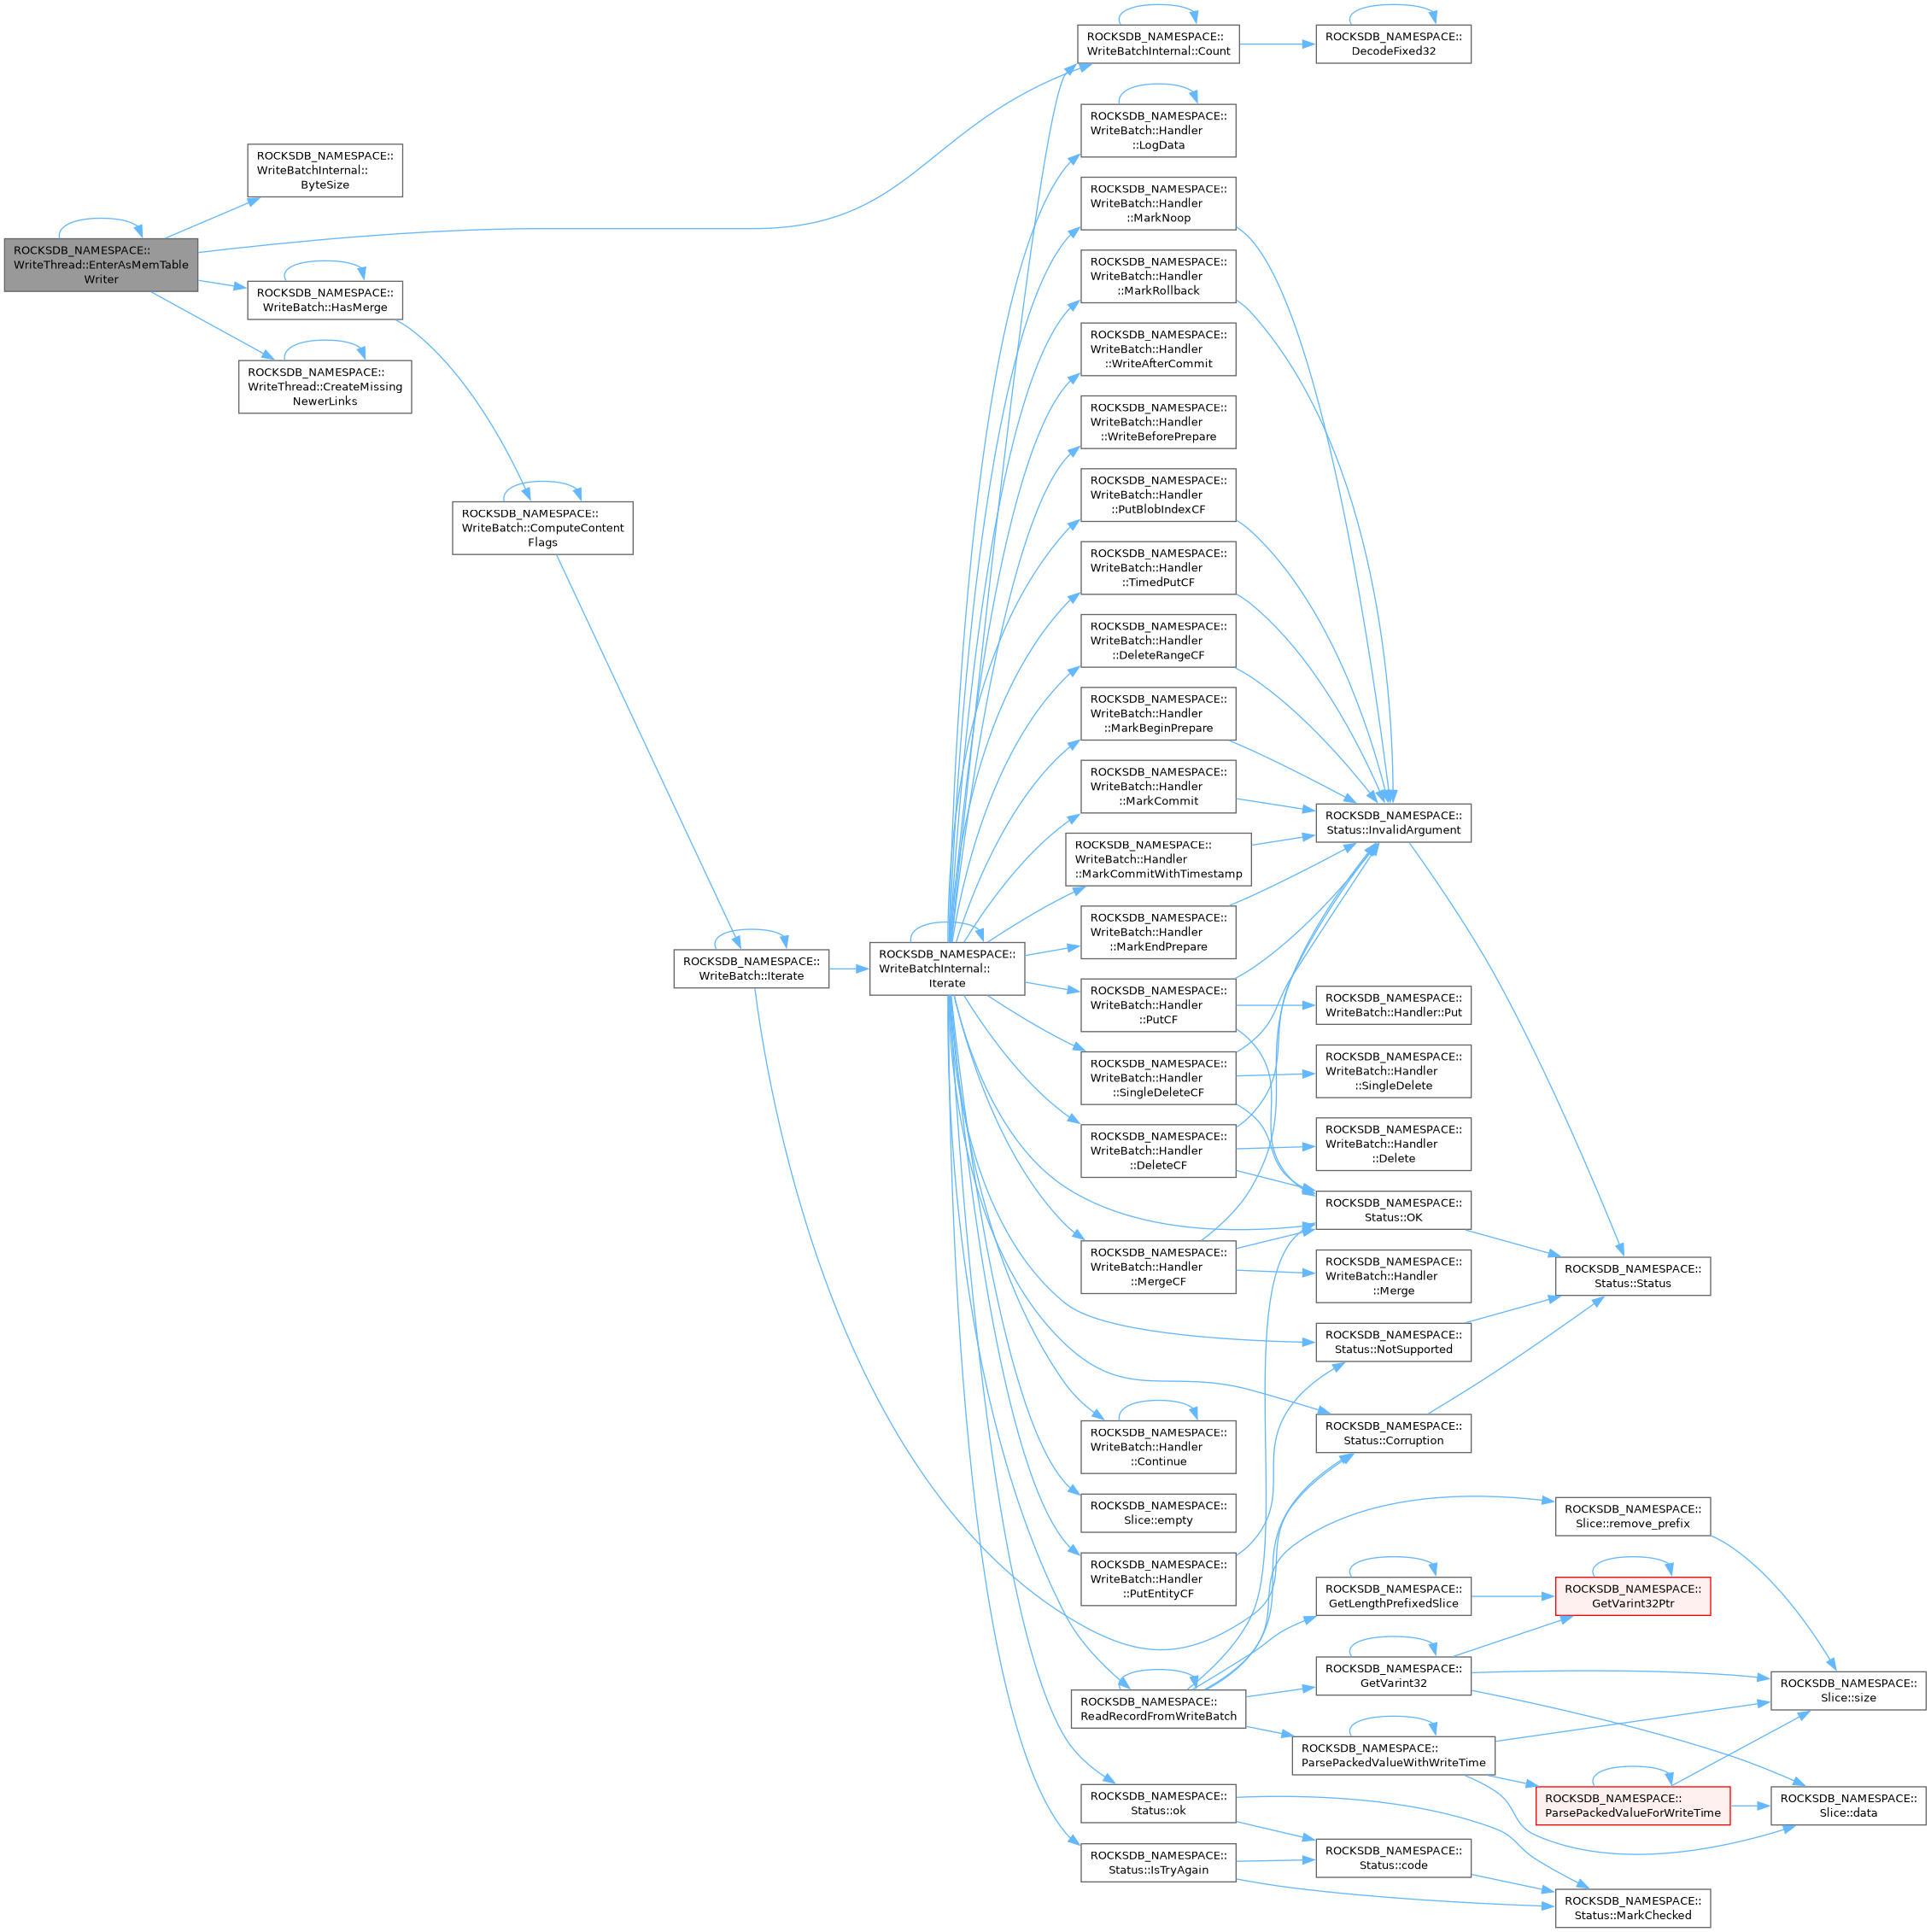 ROCKSDB_NAMESPACE::
WriteThread::EnterAsMemTable
Writer
ROCKSDB_NAMESPACE::
WriteBatchInternal::
ByteSize
ROCKSDB_NAMESPACE::
WriteBatch::HasMerge
ROCKSDB_NAMESPACE::
WriteThread::CreateMissing
NewerLinks
ROCKSDB_NAMESPACE::
WriteBatch::ComputeContent
Flags
ROCKSDB_NAMESPACE::
WriteBatch::Iterate
ROCKSDB_NAMESPACE::
WriteBatchInternal::
Iterate
ROCKSDB_NAMESPACE::
WriteBatchInternal::Count
ROCKSDB_NAMESPACE::
WriteBatch::Handler
::LogData
ROCKSDB_NAMESPACE::
WriteBatch::Handler
::MarkNoop
ROCKSDB_NAMESPACE::
WriteBatch::Handler
::MarkRollback
ROCKSDB_NAMESPACE::
WriteBatch::Handler
::WriteAfterCommit
ROCKSDB_NAMESPACE::
WriteBatch::Handler
::WriteBeforePrepare
ROCKSDB_NAMESPACE::
WriteBatch::Handler
::PutBlobIndexCF
ROCKSDB_NAMESPACE::
WriteBatch::Handler
::TimedPutCF
ROCKSDB_NAMESPACE::
WriteBatch::Handler
::DeleteRangeCF
ROCKSDB_NAMESPACE::
WriteBatch::Handler
::MarkBeginPrepare
ROCKSDB_NAMESPACE::
WriteBatch::Handler
::MarkCommit
ROCKSDB_NAMESPACE::
WriteBatch::Handler
::MarkCommitWithTimestamp
ROCKSDB_NAMESPACE::
WriteBatch::Handler
::MarkEndPrepare
ROCKSDB_NAMESPACE::
WriteBatch::Handler
::PutCF
ROCKSDB_NAMESPACE::
WriteBatch::Handler
::SingleDeleteCF
ROCKSDB_NAMESPACE::
WriteBatch::Handler
::DeleteCF
ROCKSDB_NAMESPACE::
WriteBatch::Handler
::MergeCF
ROCKSDB_NAMESPACE::
WriteBatch::Handler
::Continue
ROCKSDB_NAMESPACE::
Slice::empty
ROCKSDB_NAMESPACE::
WriteBatch::Handler
::PutEntityCF
ROCKSDB_NAMESPACE::
ReadRecordFromWriteBatch
ROCKSDB_NAMESPACE::
Status::ok
ROCKSDB_NAMESPACE::
Status::IsTryAgain
ROCKSDB_NAMESPACE::
DecodeFixed32
ROCKSDB_NAMESPACE::
Status::InvalidArgument
ROCKSDB_NAMESPACE::
WriteBatch::Handler::Put
ROCKSDB_NAMESPACE::
WriteBatch::Handler
::SingleDelete
ROCKSDB_NAMESPACE::
WriteBatch::Handler
::Delete
ROCKSDB_NAMESPACE::
Status::OK
ROCKSDB_NAMESPACE::
WriteBatch::Handler
::Merge
ROCKSDB_NAMESPACE::
Status::NotSupported
ROCKSDB_NAMESPACE::
Status::Corruption
ROCKSDB_NAMESPACE::
GetLengthPrefixedSlice
ROCKSDB_NAMESPACE::
GetVarint32
ROCKSDB_NAMESPACE::
ParsePackedValueWithWriteTime
ROCKSDB_NAMESPACE::
Status::code
ROCKSDB_NAMESPACE::
Status::Status
ROCKSDB_NAMESPACE::
Slice::remove_prefix
ROCKSDB_NAMESPACE::
GetVarint32Ptr
ROCKSDB_NAMESPACE::
ParsePackedValueForWriteTime
ROCKSDB_NAMESPACE::
Status::MarkChecked
ROCKSDB_NAMESPACE::
Slice::size
ROCKSDB_NAMESPACE::
Slice::data